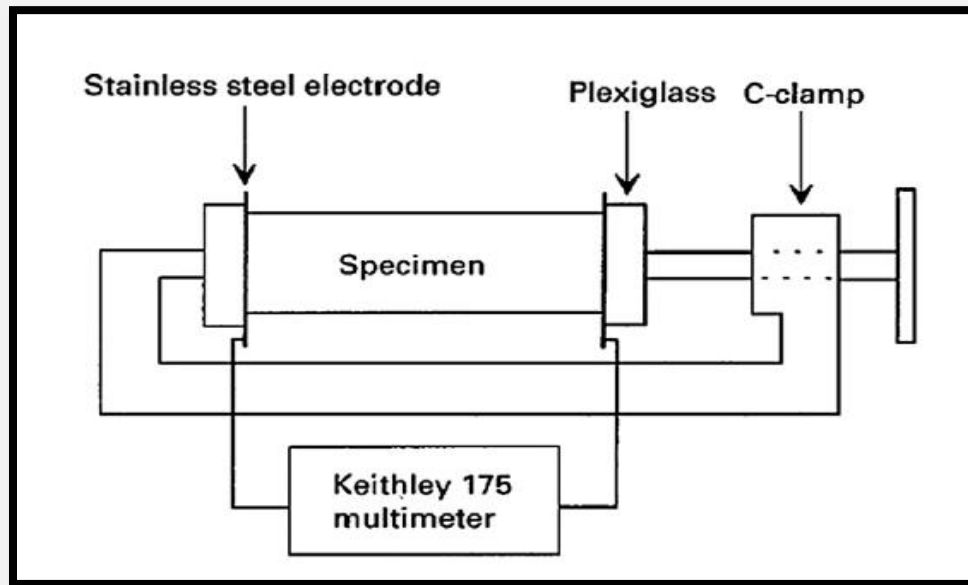 Stainless steel electrode
Plexiglass
C-clamp
Specimen
Keithley 175
multimeter